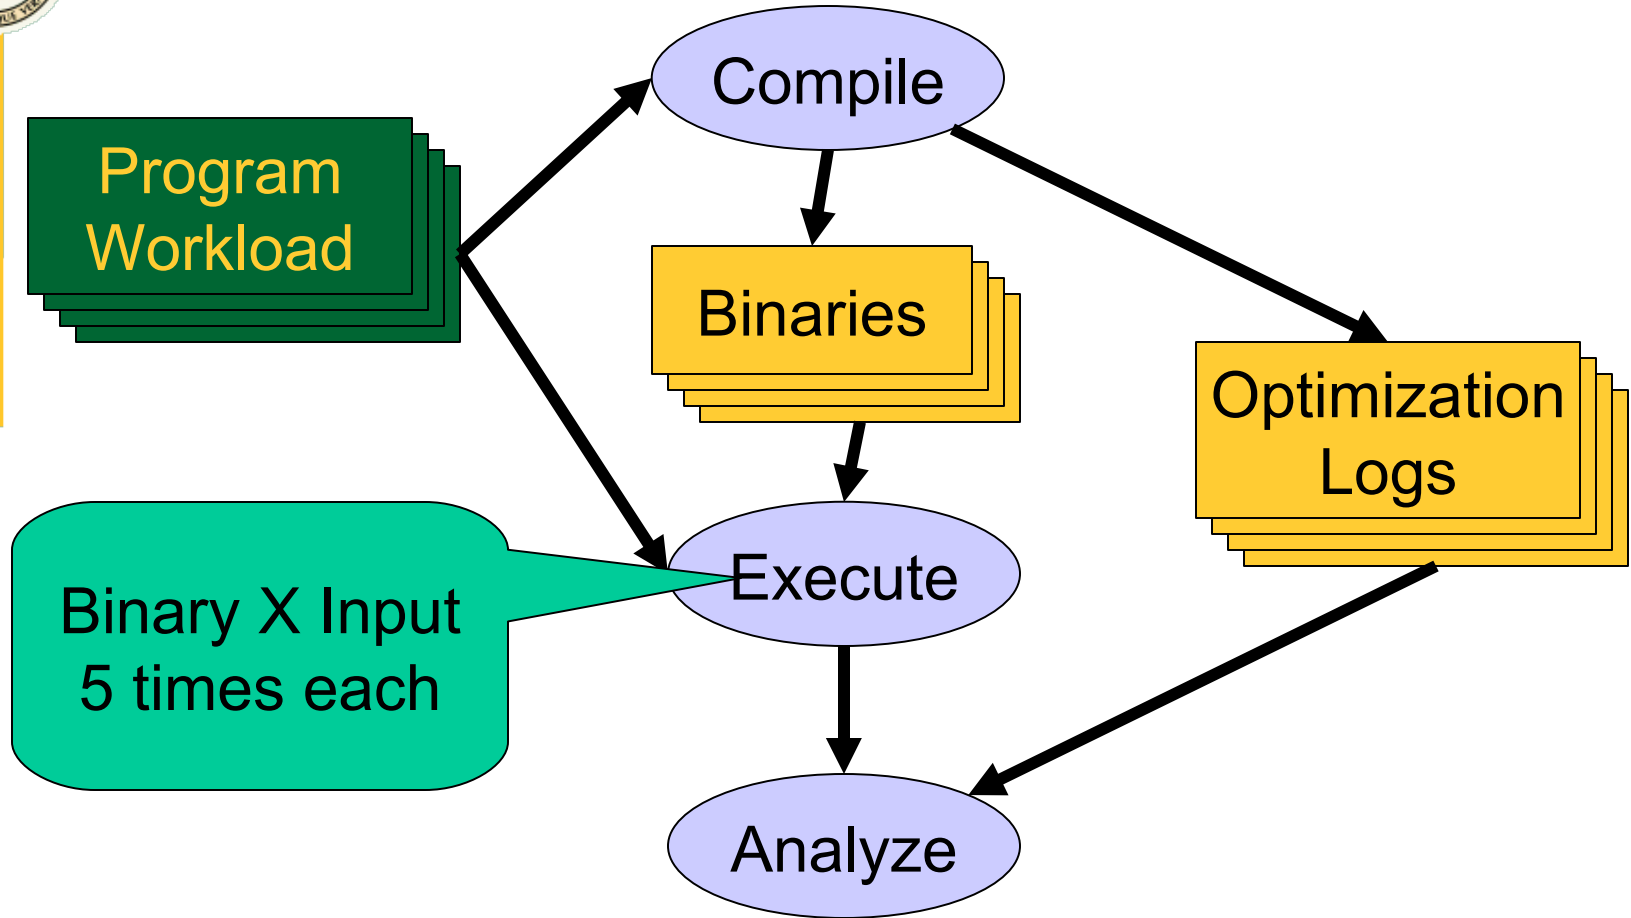 Compile
Program
Workload
Binaries
Optimization
Logs
Execute
Binary X Input
5 times each
Analyze